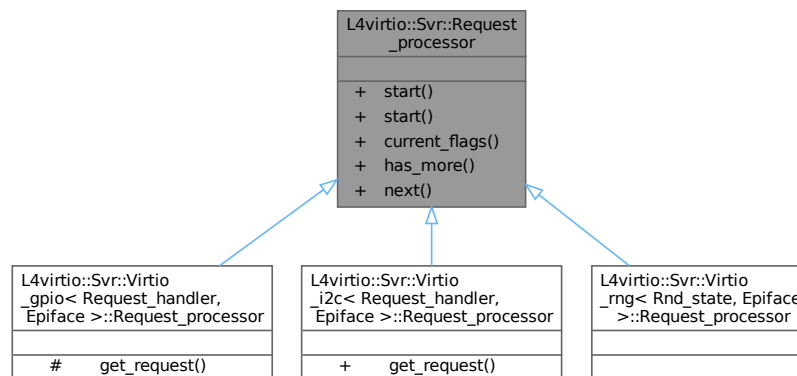 L4virtio::Svr::Request
_processor
+ start()
+ start()
+ current_flags()
+ has_more()
+ next()
L4virtio::Svr::Virtio
_gpio< Request_handler,
Epiface >::Request_processor
# get_request()
L4virtio::Svr::Virtio
_i2c< Request_handler,
Epiface >::Request_processor
+ get_request()
L4virtio::Svr::Virtio
_rng< Rnd_state, Epiface
>::Request_processor